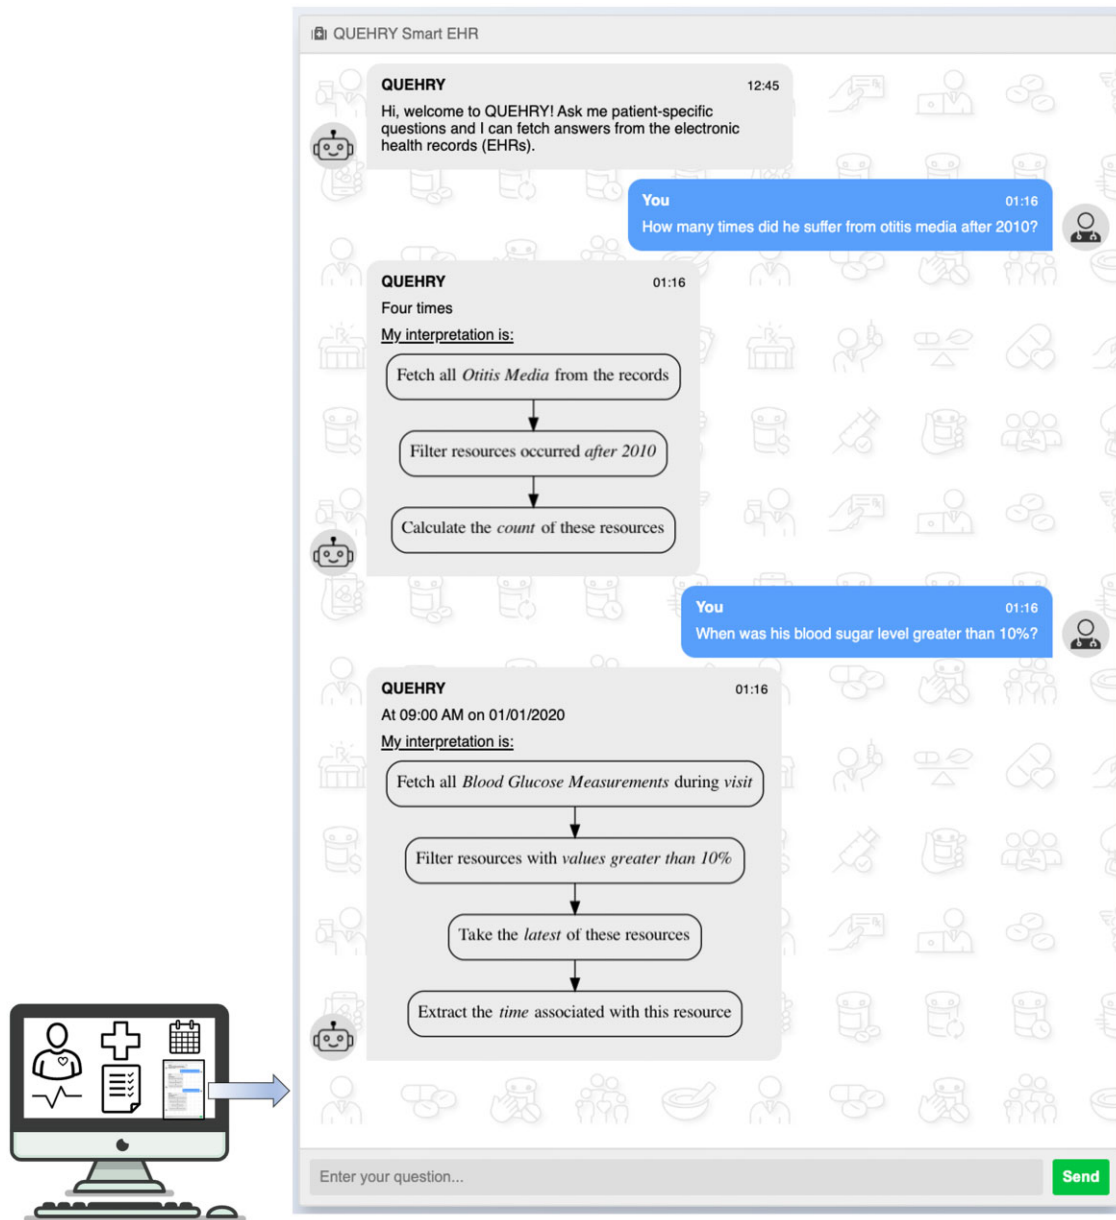 QUEHRY Smart EHR
QUEHRY 12:45
Hi, welcome to QUEHRY! Ask me patient-specific
questions and I can fetch answers from the electronic
health records (EHRs).
You 01:16
How many times did he suffer from otitis media after 2010?
QUEHRY 01:16
Four times
My interpretation is:
Fetch all Otitis Media from the records
Filter resources occurred after 2010
Calculate the count of these resources
You 01:16
When was his blood sugar level greater than 10%?
QUEHRY 01:16
At 09:00 AM on 01/01/2020
My interpretation is:
Fetch all Blood Glucose Measurements during visit
Filter resources with values greater than 10%
Take the latest of these resources
Extract the time associated with this resource
Enter your question...
Send